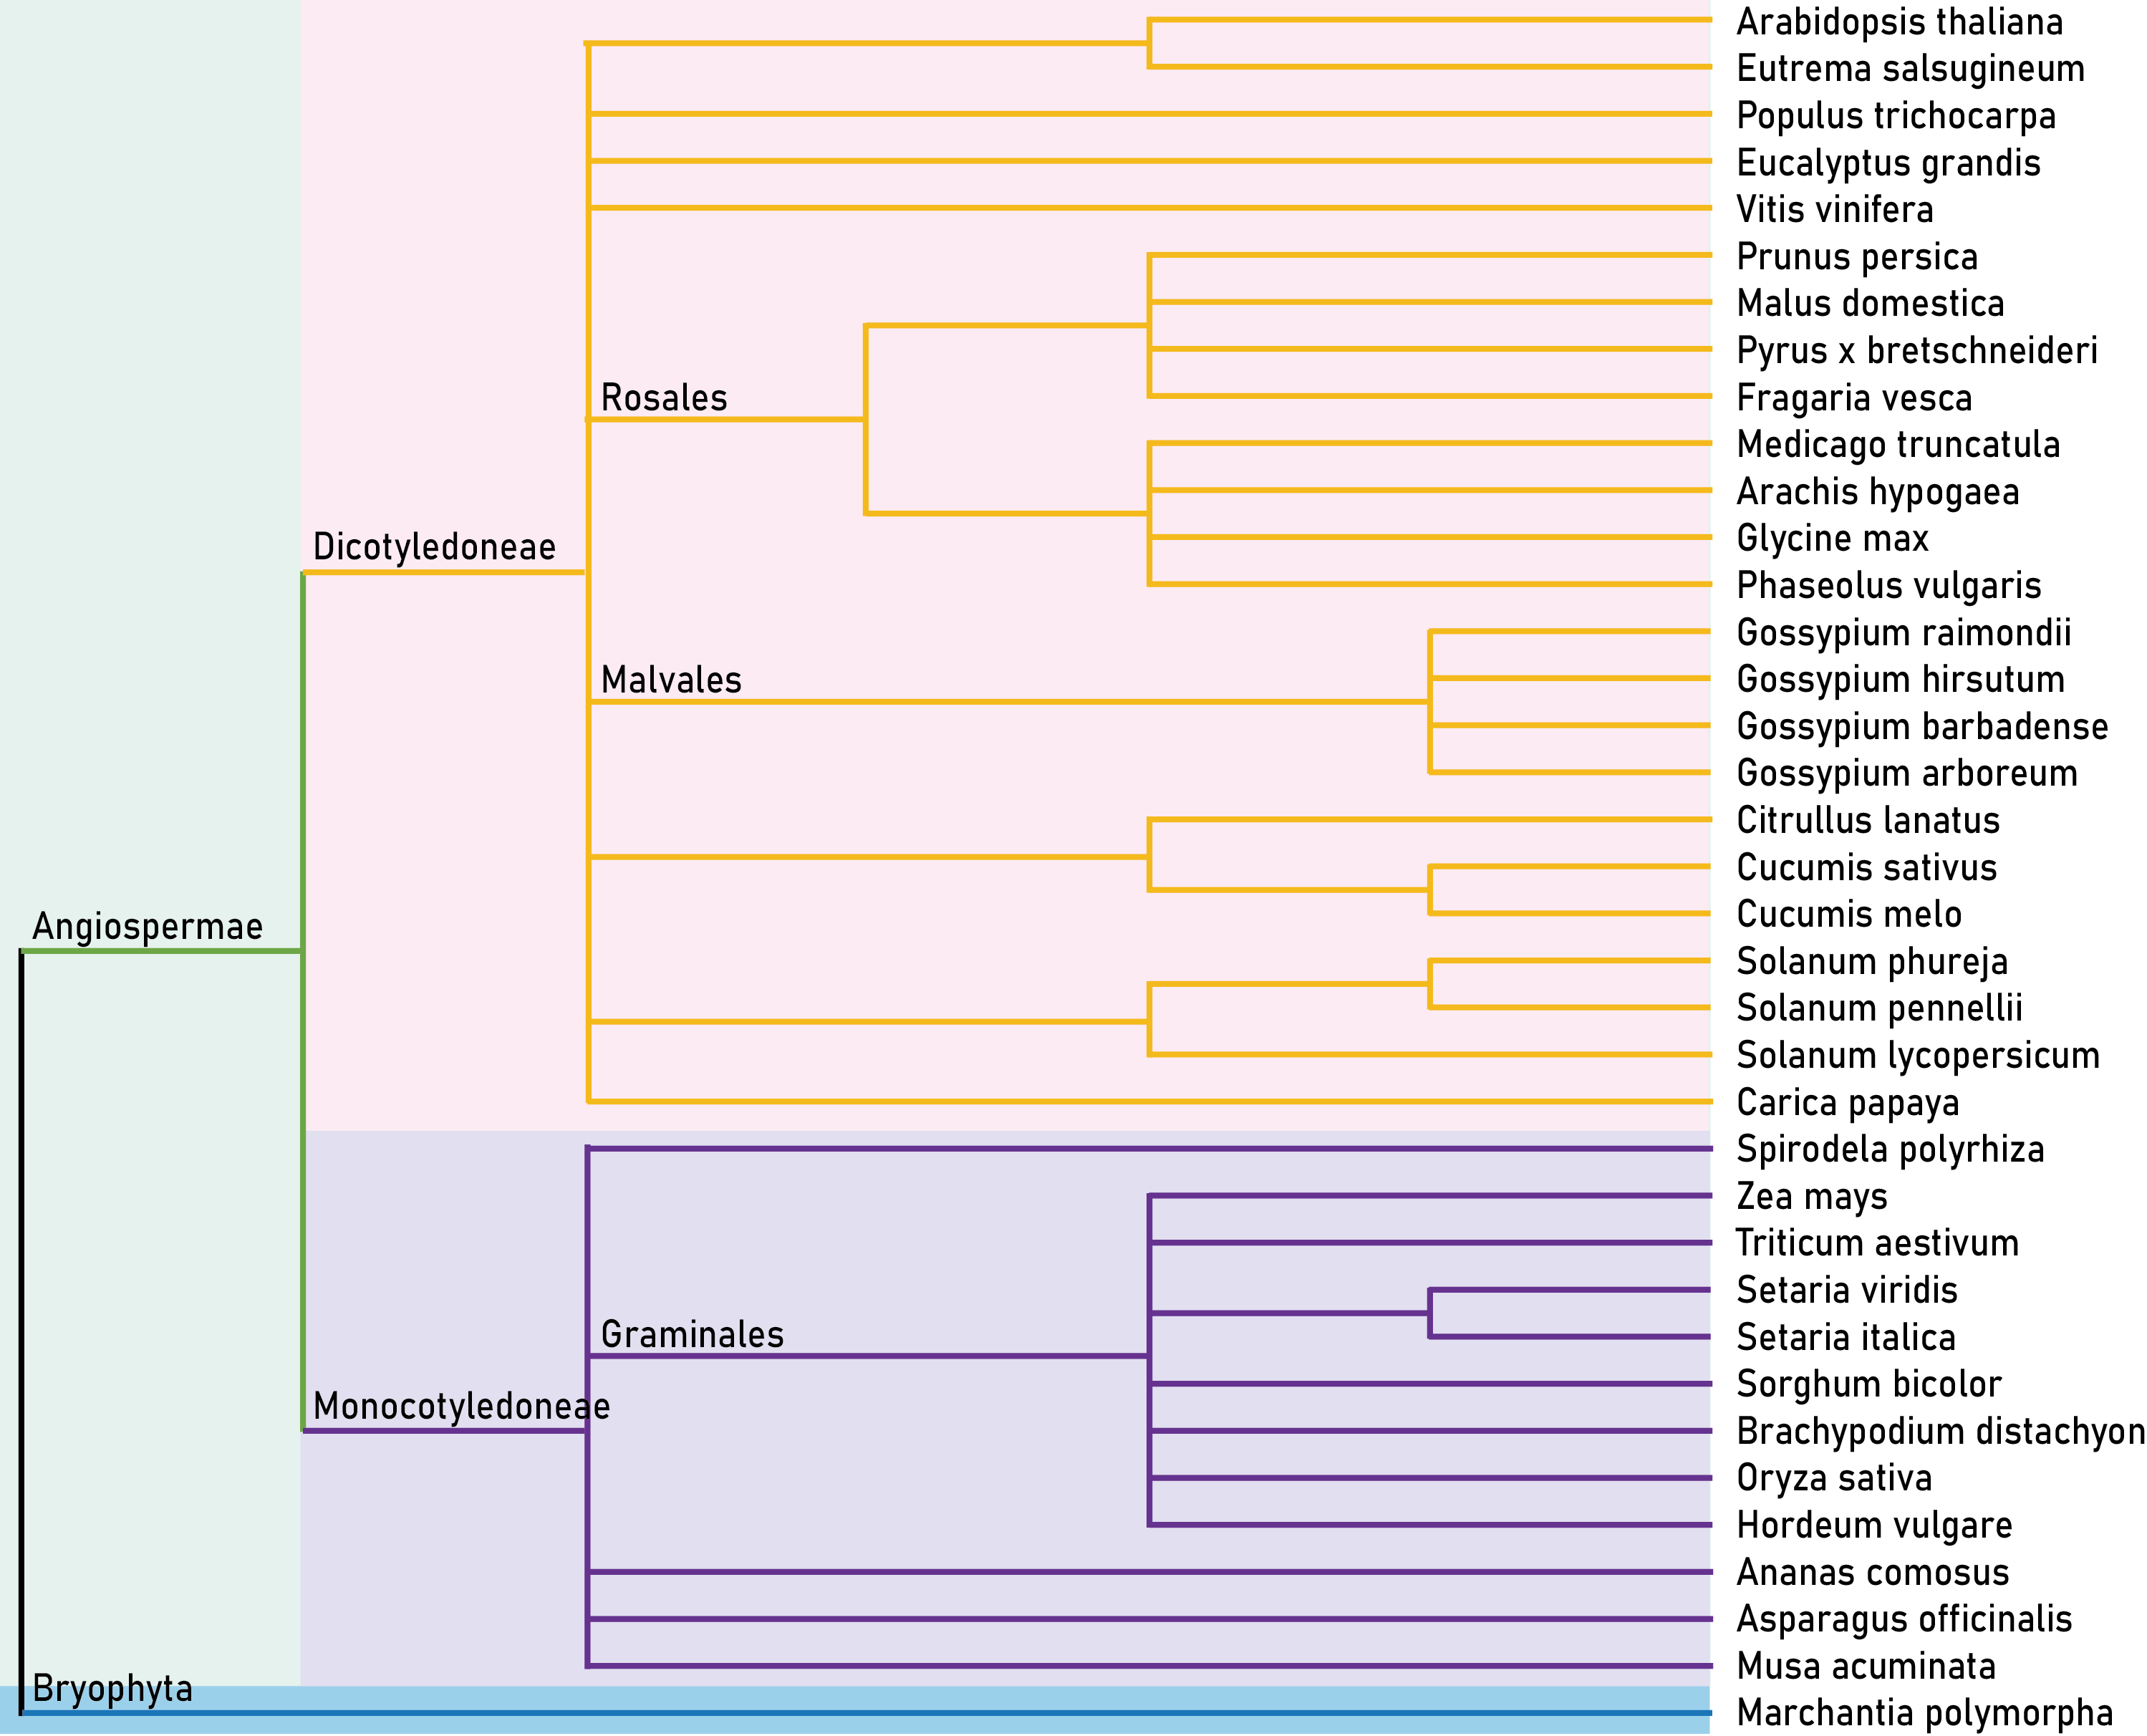 Arabidopsis thaliana
Eutrema salsugineum
Populus trichocarpa
Eucalyptus grandis
Vitis vinifera
Prunus persica
Malus domestica
Pyrus x bretschneideri
Rosales
Fragaria vesca
Medicago truncatula
Arachis hypogaea
Glycine max
Dicotyledoneae
Phaseolus vulgaris
Gossypium raimondii
Malvales
Gossypium hirsutum
Gossypium barbadense
Gossypium arboreum
Citrullus lanatus
Cucumis sativus
Cucumis melo
Angiospermae
Solanum phureja
Solanum pennellii
Solanum lycopersicum
Carica papaya
Spirodela polyrhiza
Zea mays
Triticum aestivum
Setaria viridis
Graminales
Setaria italica
Sorghum bicolor
Monocotyledoneae
Brachypodium distachyon
Oryza sativa
Hordeum vulgare
Ananas comosus
Asparagus officinalis
Musa acuminata
Bryophyta
Marchantia polymorpha